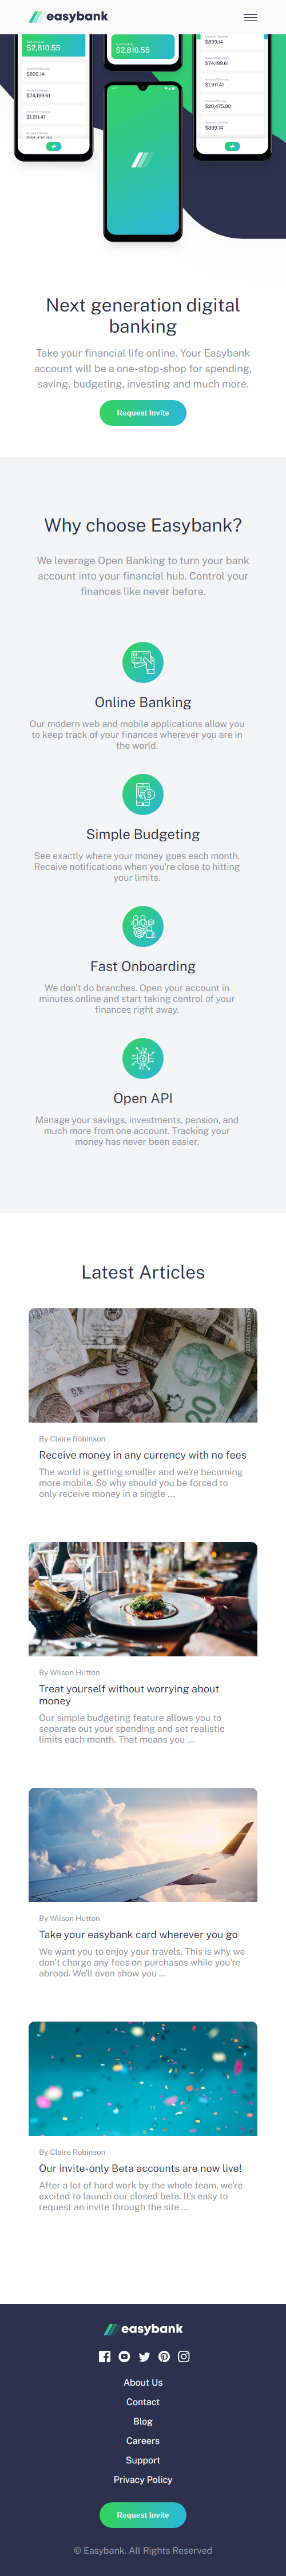 easybank
$2,810.55
$899.14
$74,199.61
$1,911.41
$2,810.55
$899.14
$74,199.61
$1,911.41
$20,475.00
$899.14
Next generation digital
banking
Take your financial life online. Your Easybank
account will be a one-stop-shop for spending,
saving, budgeting, investing and much more.
Request Invite
Why choose Easybank?
We leverage Open Banking to turn your bank
account into your financial hub. Control your
finances like never before.
Online Banking
Our modern web and mobile applications allow you
to keep track of your finances wherever you are in
the world.
Simple Budgeting
See exactly where your money goes each month.
Receive notifications when you're close to hitting
your limits.
Fast Onboarding
We don't do branches. Open your account in
minutes online and start taking control of your
finances right away.
Open API
Manage your savings, investments, pension, and
much more from one account. Tracking your
money has never been easier.
Latest Articles
20
By Claire Robinson
Receive money in any currency with no fees
The world is getting smaller and we're becoming
more mobile. So why should you be forced to
only receive money in a single ...
By Wilson Hutton
Treat yourself without worrying about
money
Our simple budgeting feature allows you to
separate out your spending and set realistic
limits each month. That means you ...
By Wilson Hutton
Take your easybank card wherever you go
We want you to enjoy your travels. This is why we
don't charge any fees on purchases while you're
abroad. We'll even show you ...
By Claire Robinson
Our invite-only Beta accounts are now live!
After a lot of hard work by the whole team, we're
excited to launch our closed beta. It's easy to
request an invite through the site ...
easybank
About Us
Contact
Blog
Careers
Support
Privacy Policy
Request Invite
© Easybank. All Rights Reserved